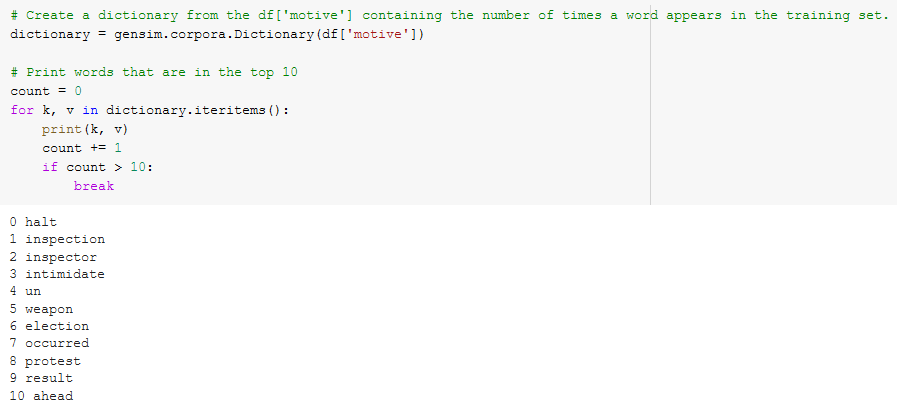 # Create a dictionary from the df['motive'] containing the number of times a word appears in the training set.
dictionary = gensim.corpora.Dictionary(df['motive'])
# Print words that are in the top 10
count = 0
for k, v in dictionary.iteritems():
    print(k, v)
    count += 1
    if count > 10:
        break
0 halt
1 inspection
2 inspector
3 intimidate
4 un
5 weapon
6 election
7 occurred
8 protest
9 result
10 ahead